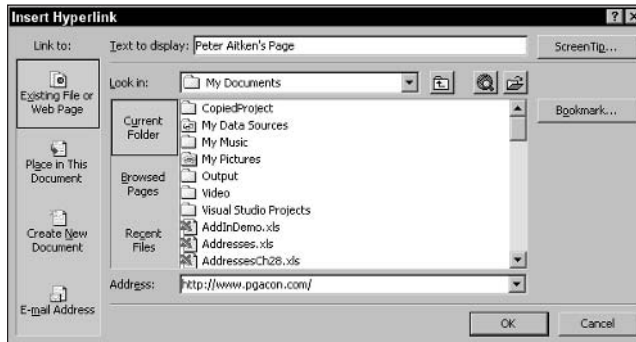 Insert Hyperlink
Link to:
Text to display: Peter Aitken's Page
ScreenTip...
Existing File or
Web Page
Look in: My Documents
Bookmark...
Current
Folder
CopiedProject
My Data Sources
My Music
My Pictures
Place in This
Document
Browsed
Pages
Output
Video
Visual Studio Projects
Create New
Document
Recent
Files
AddInDemo.xls
Addresses.xls
AddressesCh28.xls
E-mail Address
Address: http://www.pgacon.com/
OK
Cancel